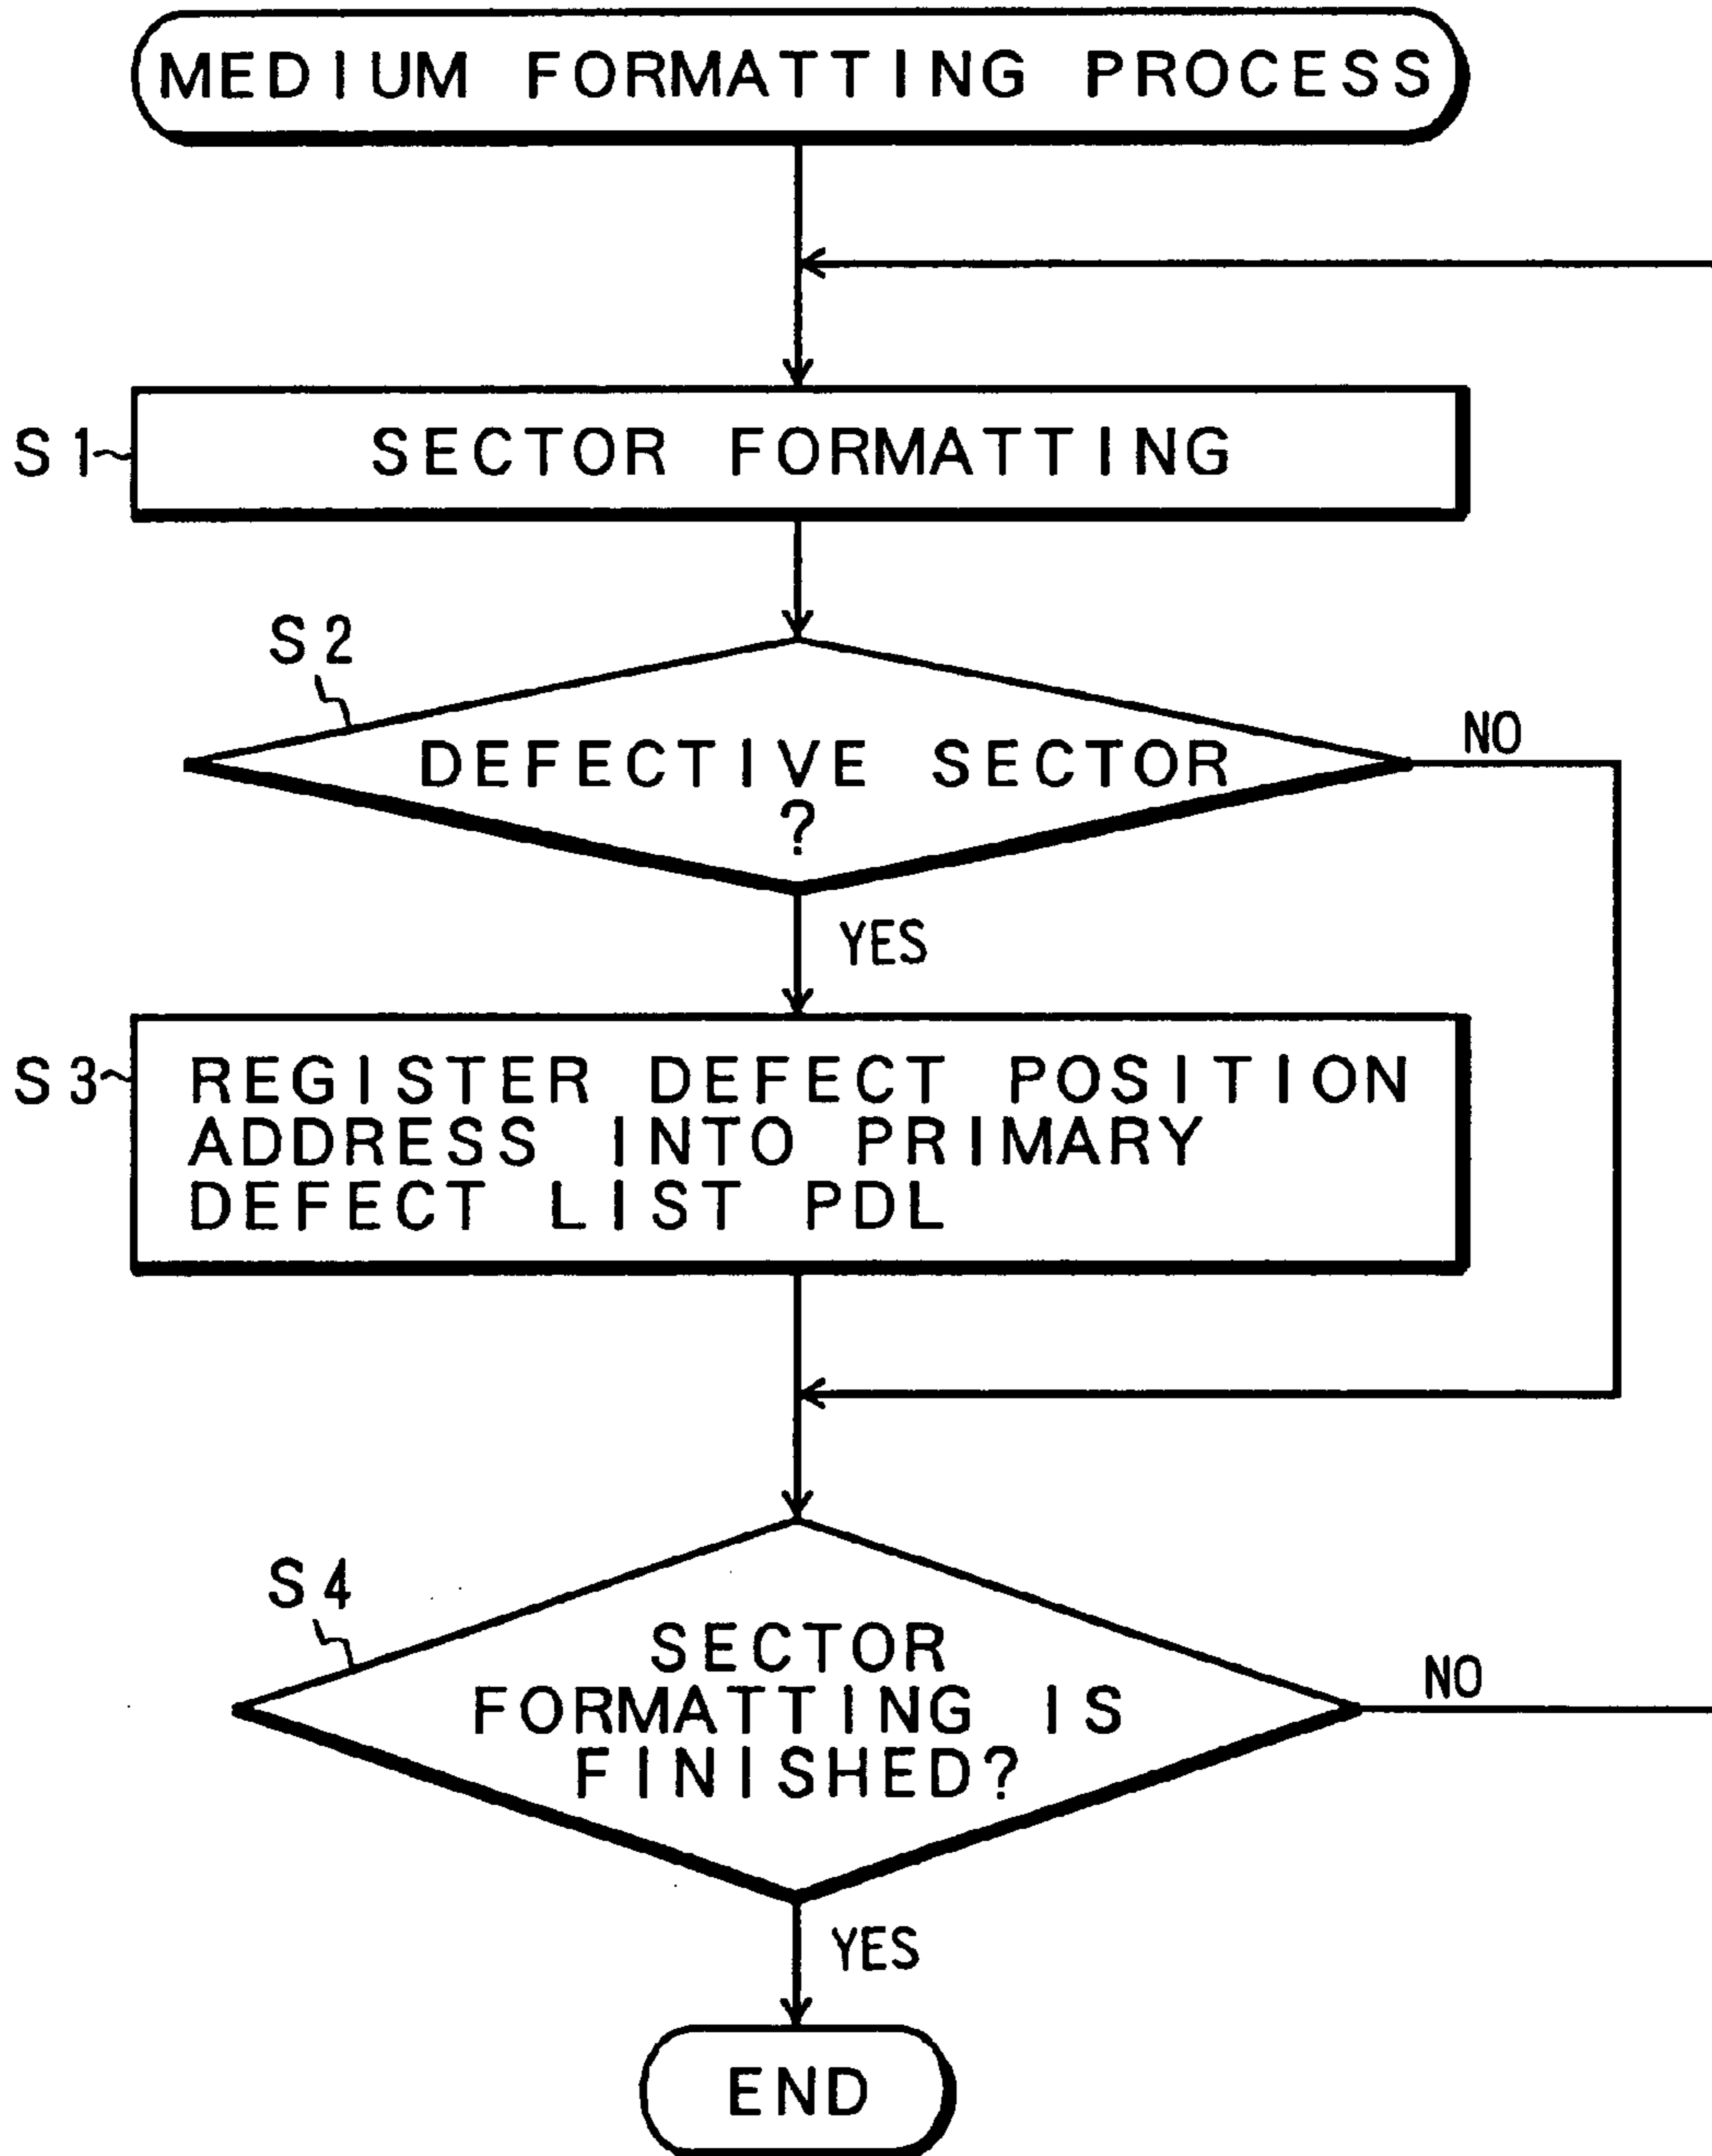 MEDIUM FORMATTING PROCESS
S1
SECTOR FORMATTING
S2
DEFECTIVE SECTOR
?
NO
YES
S3
REGISTER DEFECT POSITION
ADDRESS INTO PRIMARY
DEFECT LIST PDL
S4
SECTOR
FORMATTING IS
FINISHED?
NO
YES
END